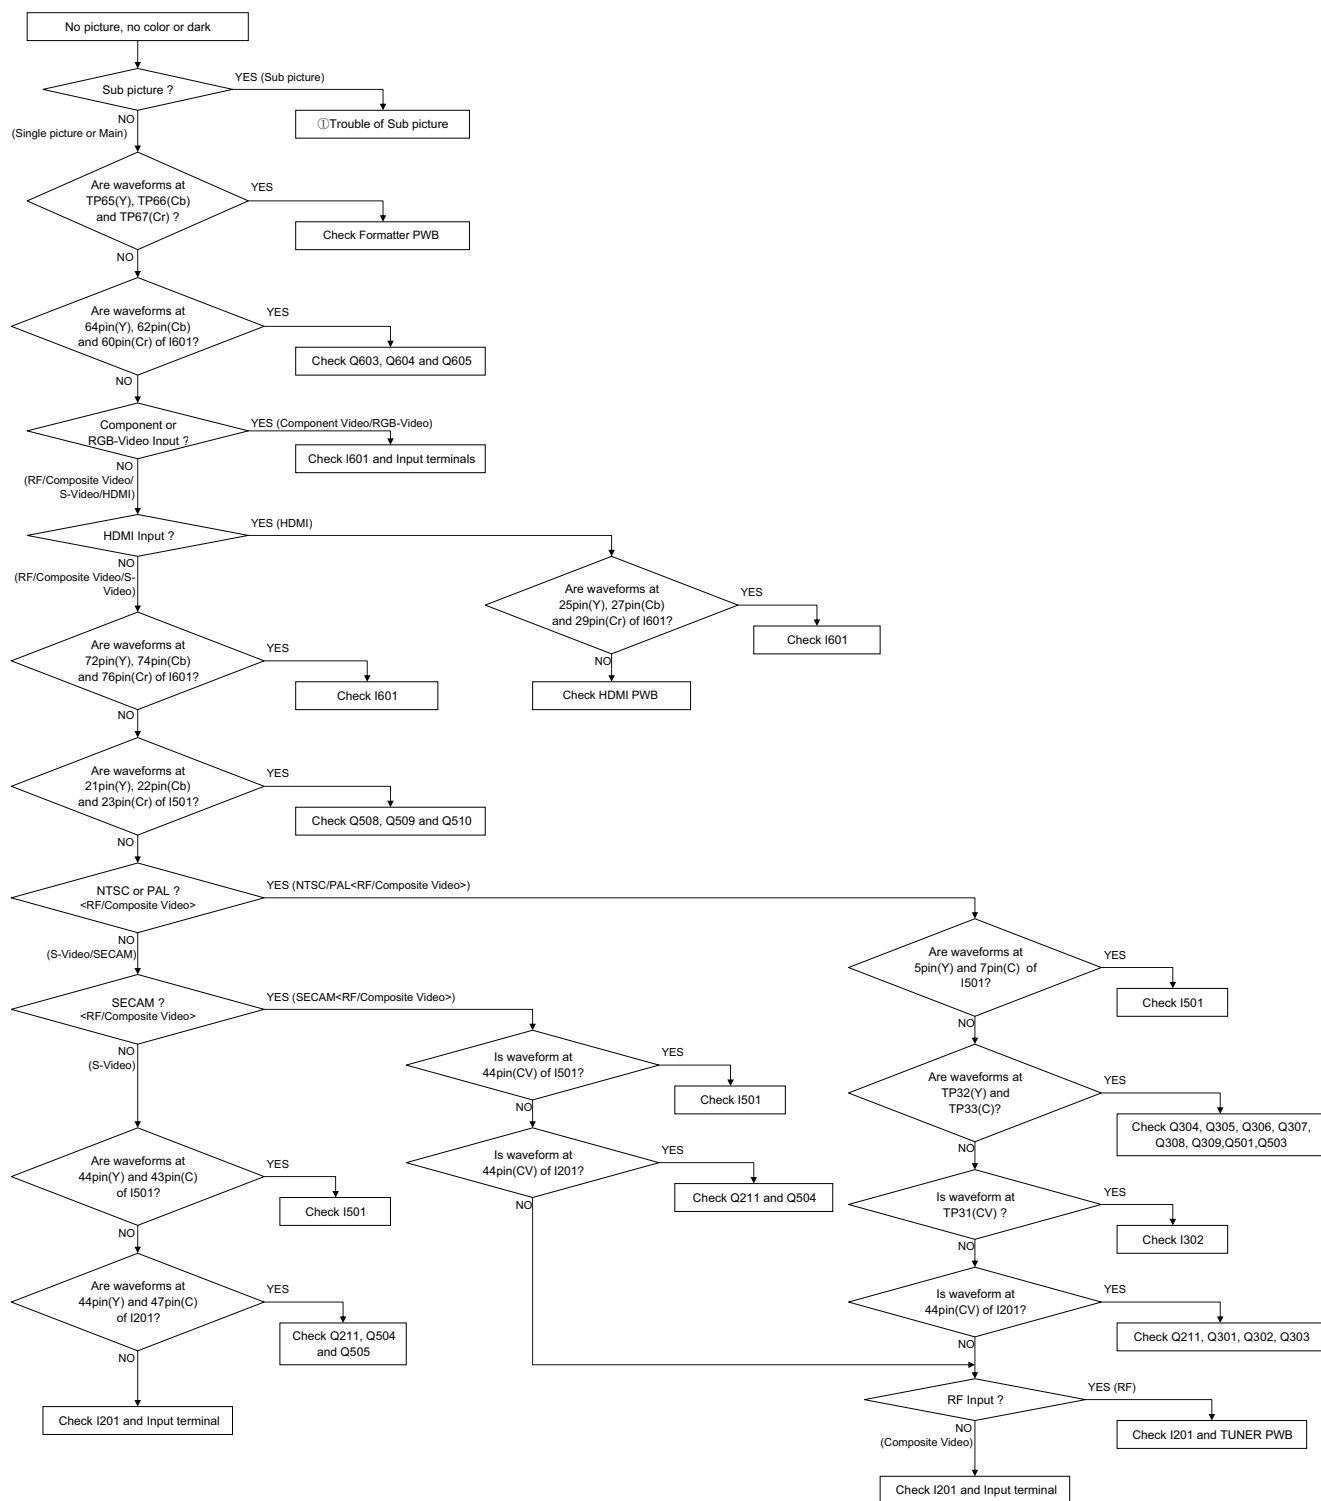 No picture, no color or dark
Sub picture ?
YES (Sub picture)
①Trouble of Sub picture
NO
(Single picture or Main)
Are waveforms at
TP65(Y), TP66(Cb)
and TP67(Cr) ?
YES
Check Formatter PWB
NO
Are waveforms at
64pin(Y), 62pin(Cb)
and 60pin(Cr) of I601?
YES
Check Q603, Q604 and Q605
NO
Component or
RGB-Video Input ?
YES (Component Video/RGB-Video)
Check I601 and Input terminals
NO
(RF/Composite Video/
S-Video/HDMI)
HDMI Input ?
YES (HDMI)
Are waveforms at
25pin(Y), 27pin(Cb)
and 29pin(Cr) of I601?
YES
Check I601
NO
Check HDMI PWB
NO
(RF/Composite Video/S-
Video)
Are waveforms at
72pin(Y), 74pin(Cb)
and 76pin(Cr) of I601?
YES
Check I601
NO
Are waveforms at
21pin(Y), 22pin(Cb)
and 23pin(Cr) of I501?
YES
Check Q508, Q509 and Q510
NO
NTSC or PAL ?
<RF/Composite Video>
YES (NTSC/PAL<RF/Composite Video>)
NO
(S-Video/SECAM)
SECAM ?
<RF/Composite Video>
YES (SECAM<RF/Composite Video>)
NO
(S-Video)
Are waveforms at
44pin(Y) and 43pin(C)
of I501?
YES
Check I501
NO
Are waveforms at
44pin(Y) and 47pin(C)
of I201?
YES
Check Q211, Q504
and Q505
NO
Check I201 and Input terminal
Is waveform at
44pin(CV) of I501?
YES
Check I501
NO
Is waveform at
44pin(CV) of I201?
YES
Check Q211 and Q504
NO
Are waveforms at
5pin(Y) and 7pin(C) of
I501?
YES
Check I501
NO
Are waveforms at
TP32(Y) and
TP33(C)?
YES
Check Q304, Q305, Q306, Q307,
Q308, Q309,Q501,Q503
NO
Is waveform at
TP31(CV) ?
YES
Check I302
NO
Is waveform at
44pin(CV) of I201?
YES
Check Q211, Q301, Q302, Q303
NO
RF Input ?
YES (RF)
Check I201 and TUNER PWB
NO
(Composite Video)
Check I201 and Input terminal